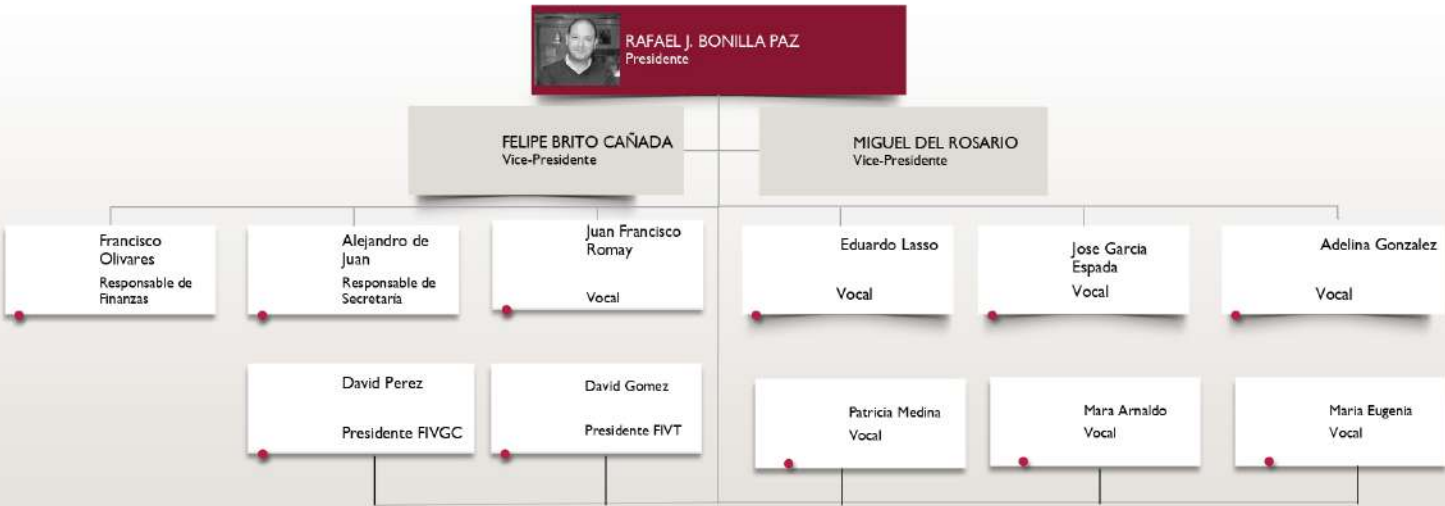 RAFAEL J. BONILLA PAZ
Presidente
FELIPE BRITO CAÑADA
Vice-Presidente
MIGUEL DEL ROSARIO
Vice-Presidente
Francisco
Olivares
Responsable de
Finanzas
Alejandro de
Juan
Responsable de
Secretaría
Juan Francisco
Romay
Vocal
Eduardo Lasso
Vocal
Jose García
Espada
Vocal
Adelina Gonzalez
Vocal
David Perez
Presidente FIVGC
David Gomez
Presidente FIVT
Patricia Medina
Vocal
Mara Arnaldo
Vocal
Maria Eugenia
Vocal